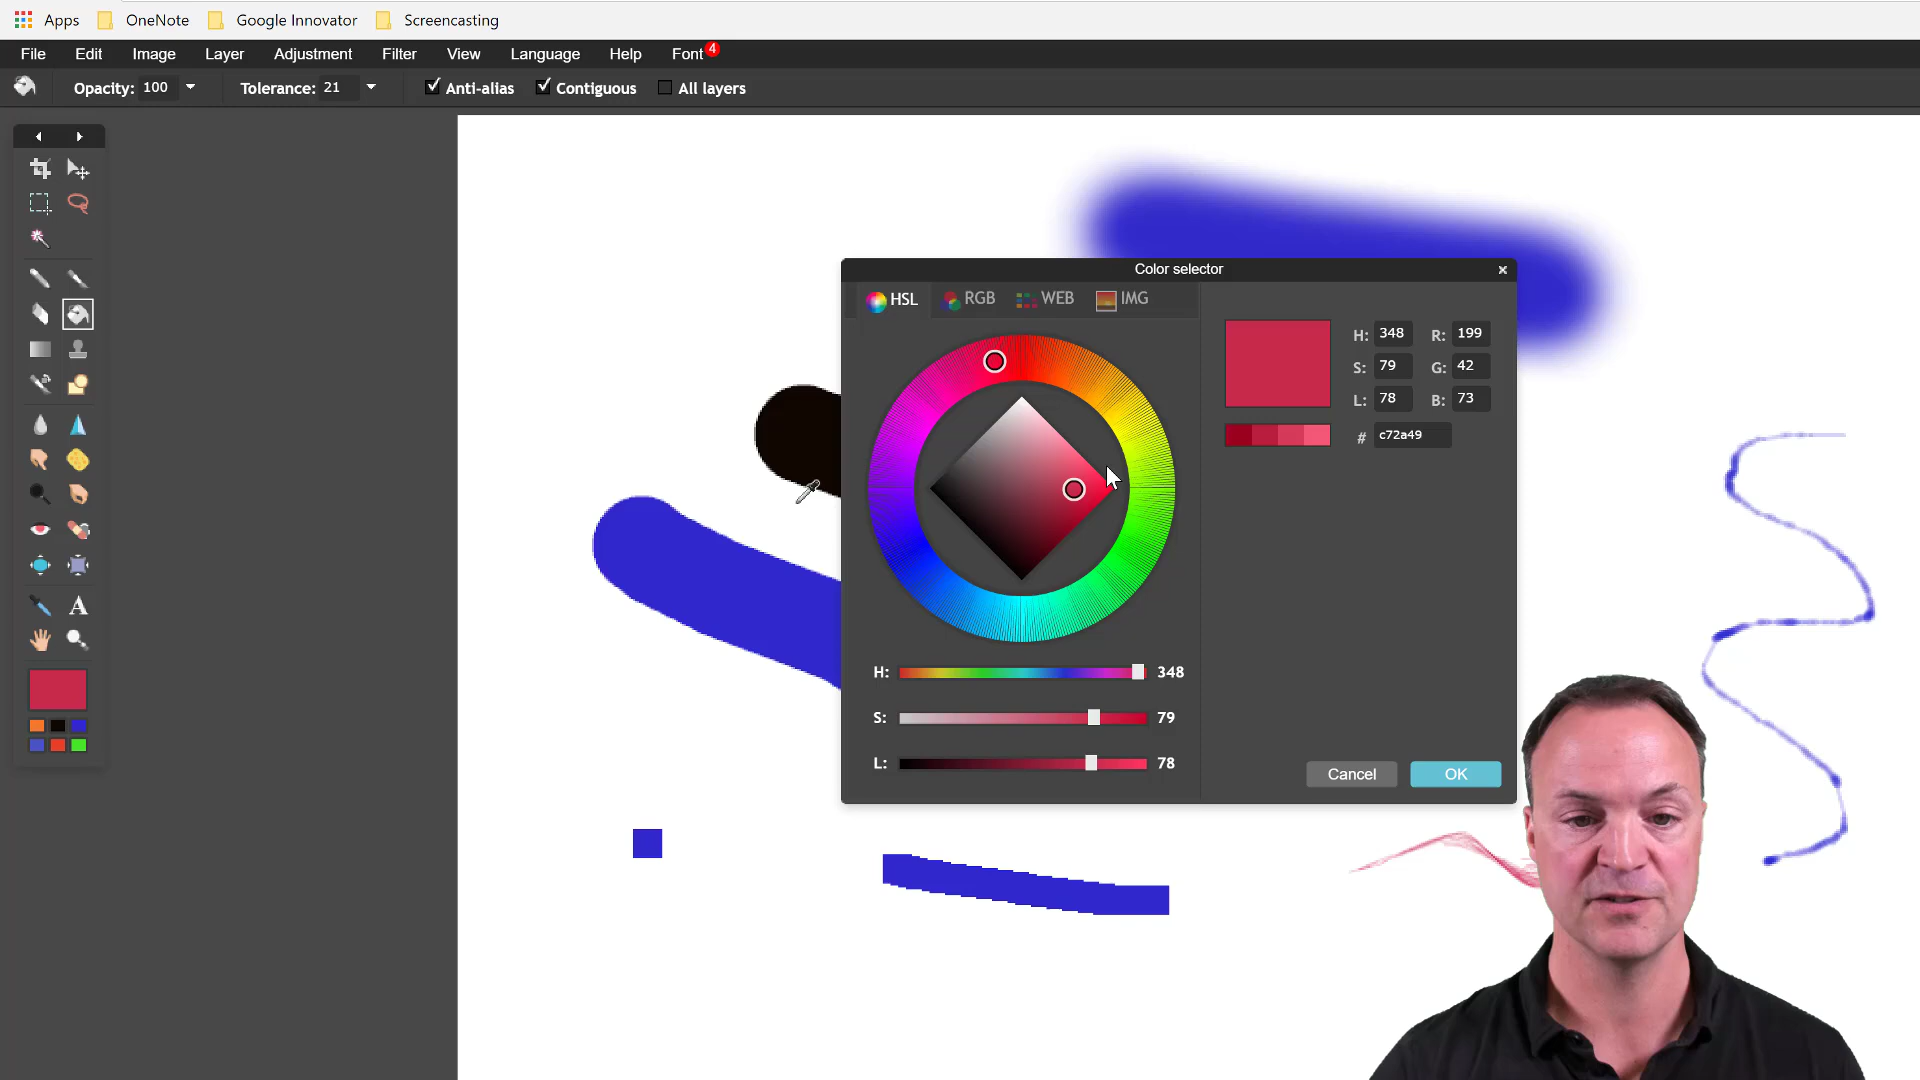 Apps OneNote Google Innovator Screencasting
File Edit Image Layer Adjustment Filter View Language Help Font 4
Opacity: 100 Tolerance: 21 Anti-alias Contiguous All layers
Color selector
HSL RGB WEB IMG
H: 348 R: 199
S: 79 G: 42
L: 78 B: 73
# c72a49
A
H: 348
S: 79
L: 78
Cancel OK